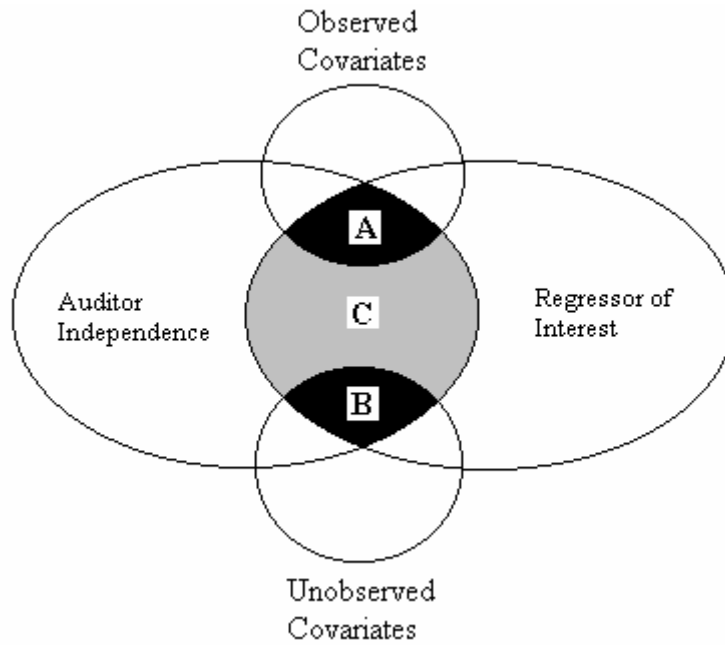 Observed
Covariates
A
Auditor
Independence
C
Regressor of
Interest
B
Unobserved
Covariates